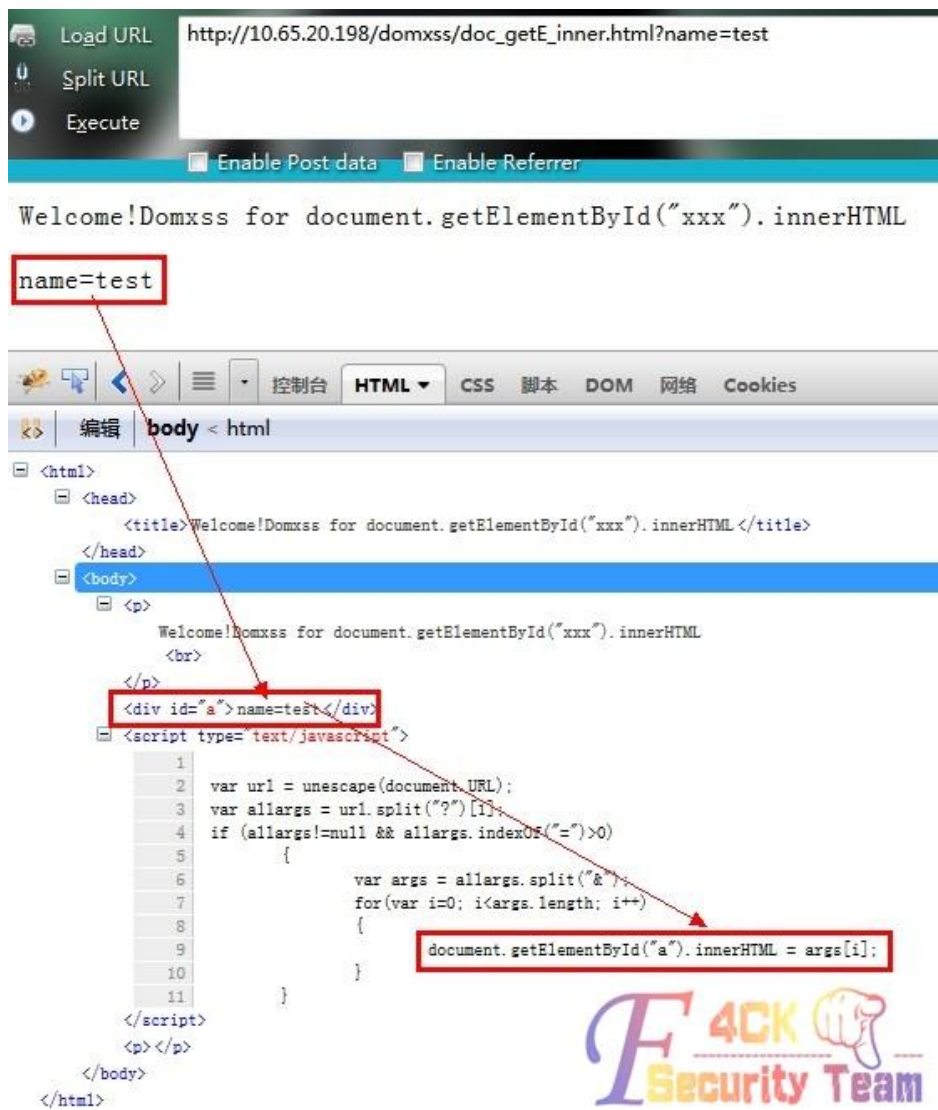 Load URL
http://10.65.20.198/domxss/doc_getE_inner.html?name=test
Split URL
Execute
Enable Post data Enable Referrer
Welcome!Domxss for document.getElementById("xxx").innerHTML
name=test
控制台 HTML CSS 脚本 DOM 网络 Cookies
编辑 body < html
<html>
<head>
<title>Welcome!Domxss for document.getElementById("xxx").innerHTML</title>
</head>
<body>
<p>
Welcome!Domxss for document.getElementById("xxx").innerHTML
<br>
</p>
<div id="a">name=test</div>
<script type="text/javascript">
1
2 var url = unescape(document.URL);
3 var allargs = url.split("?")[1];
4 if (allargs!=null && allargs.indexOf("=")>0)
5 {
6 var args = allargs.split("&");
7 for(var i=0; i<args.length; i++)
8 {
9 document.getElementById("a").innerHTML = args[i];
10 }
11 }
</script>
<p></p>
</body>
</html>
F4CK
Security Team